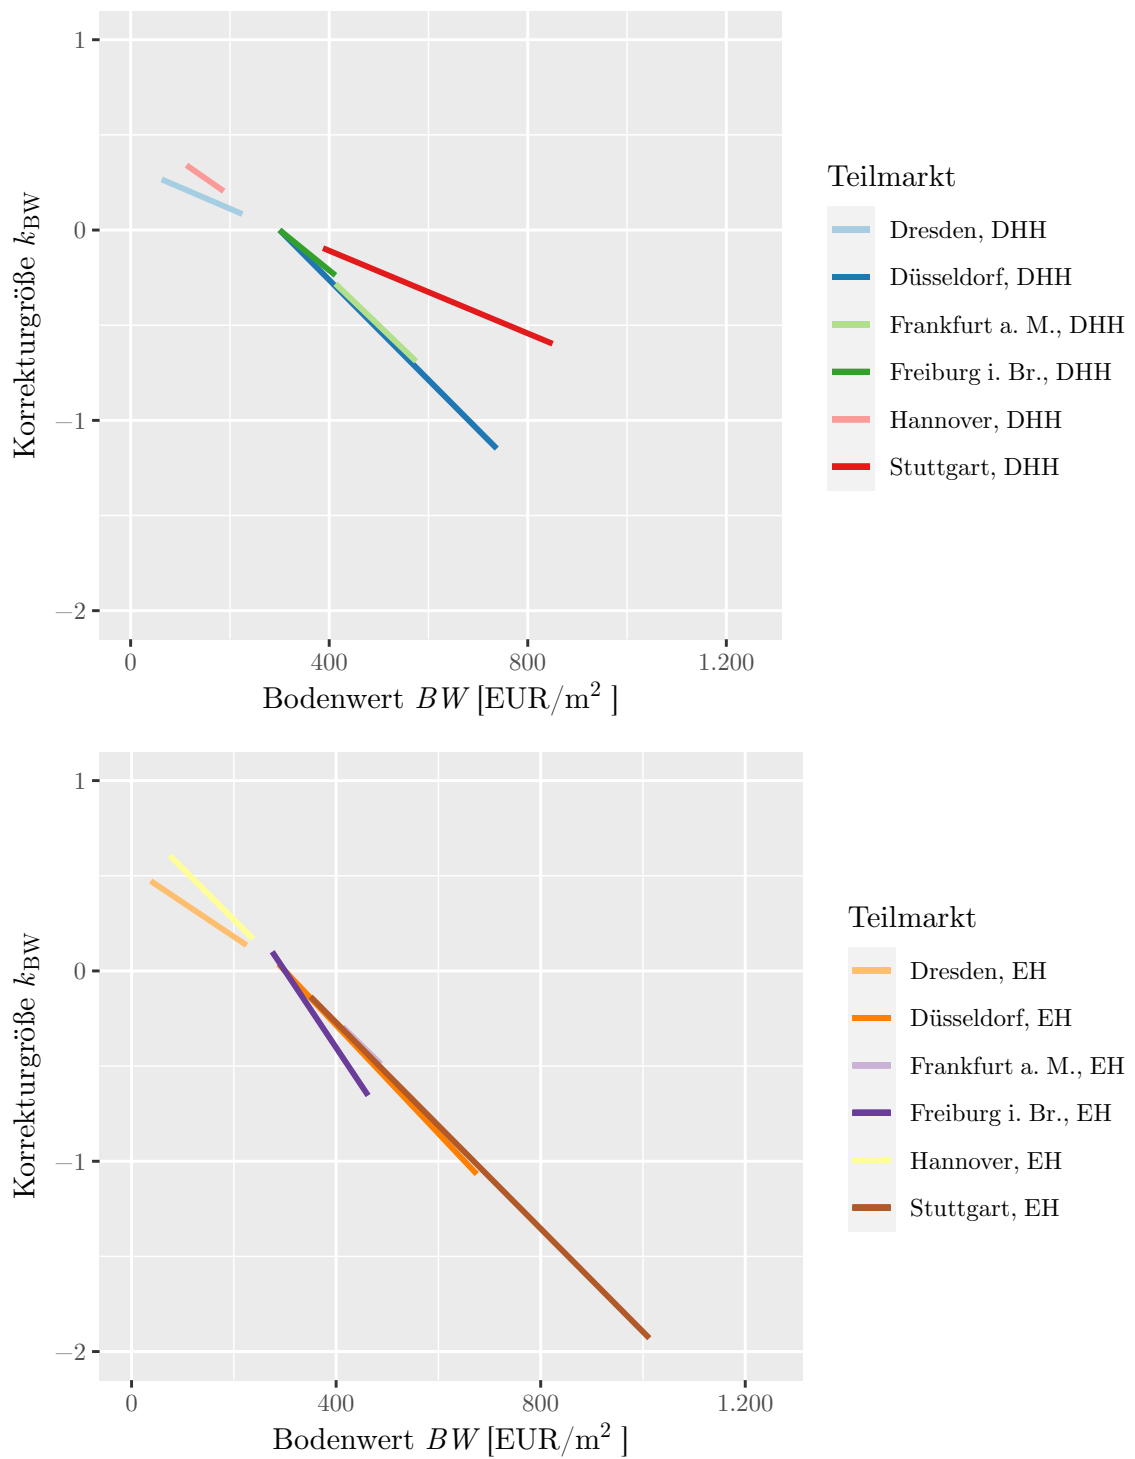 1
0
−1
−2
0
400
800
1.200
Korrekturgröße kBW
Bodenwert BW [EUR/m² ]
Teilmarkt
Dresden, DHH
Düsseldorf, DHH
Frankfurt a. M., DHH
Freiburg i. Br., DHH
Hannover, DHH
Stuttgart, DHH
1
0
−1
−2
0
400
800
1.200
Korrekturgröße kBW
Bodenwert BW [EUR/m² ]
Teilmarkt
Dresden, EH
Düsseldorf, EH
Frankfurt a. M., EH
Freiburg i. Br., EH
Hannover, EH
Stuttgart, EH